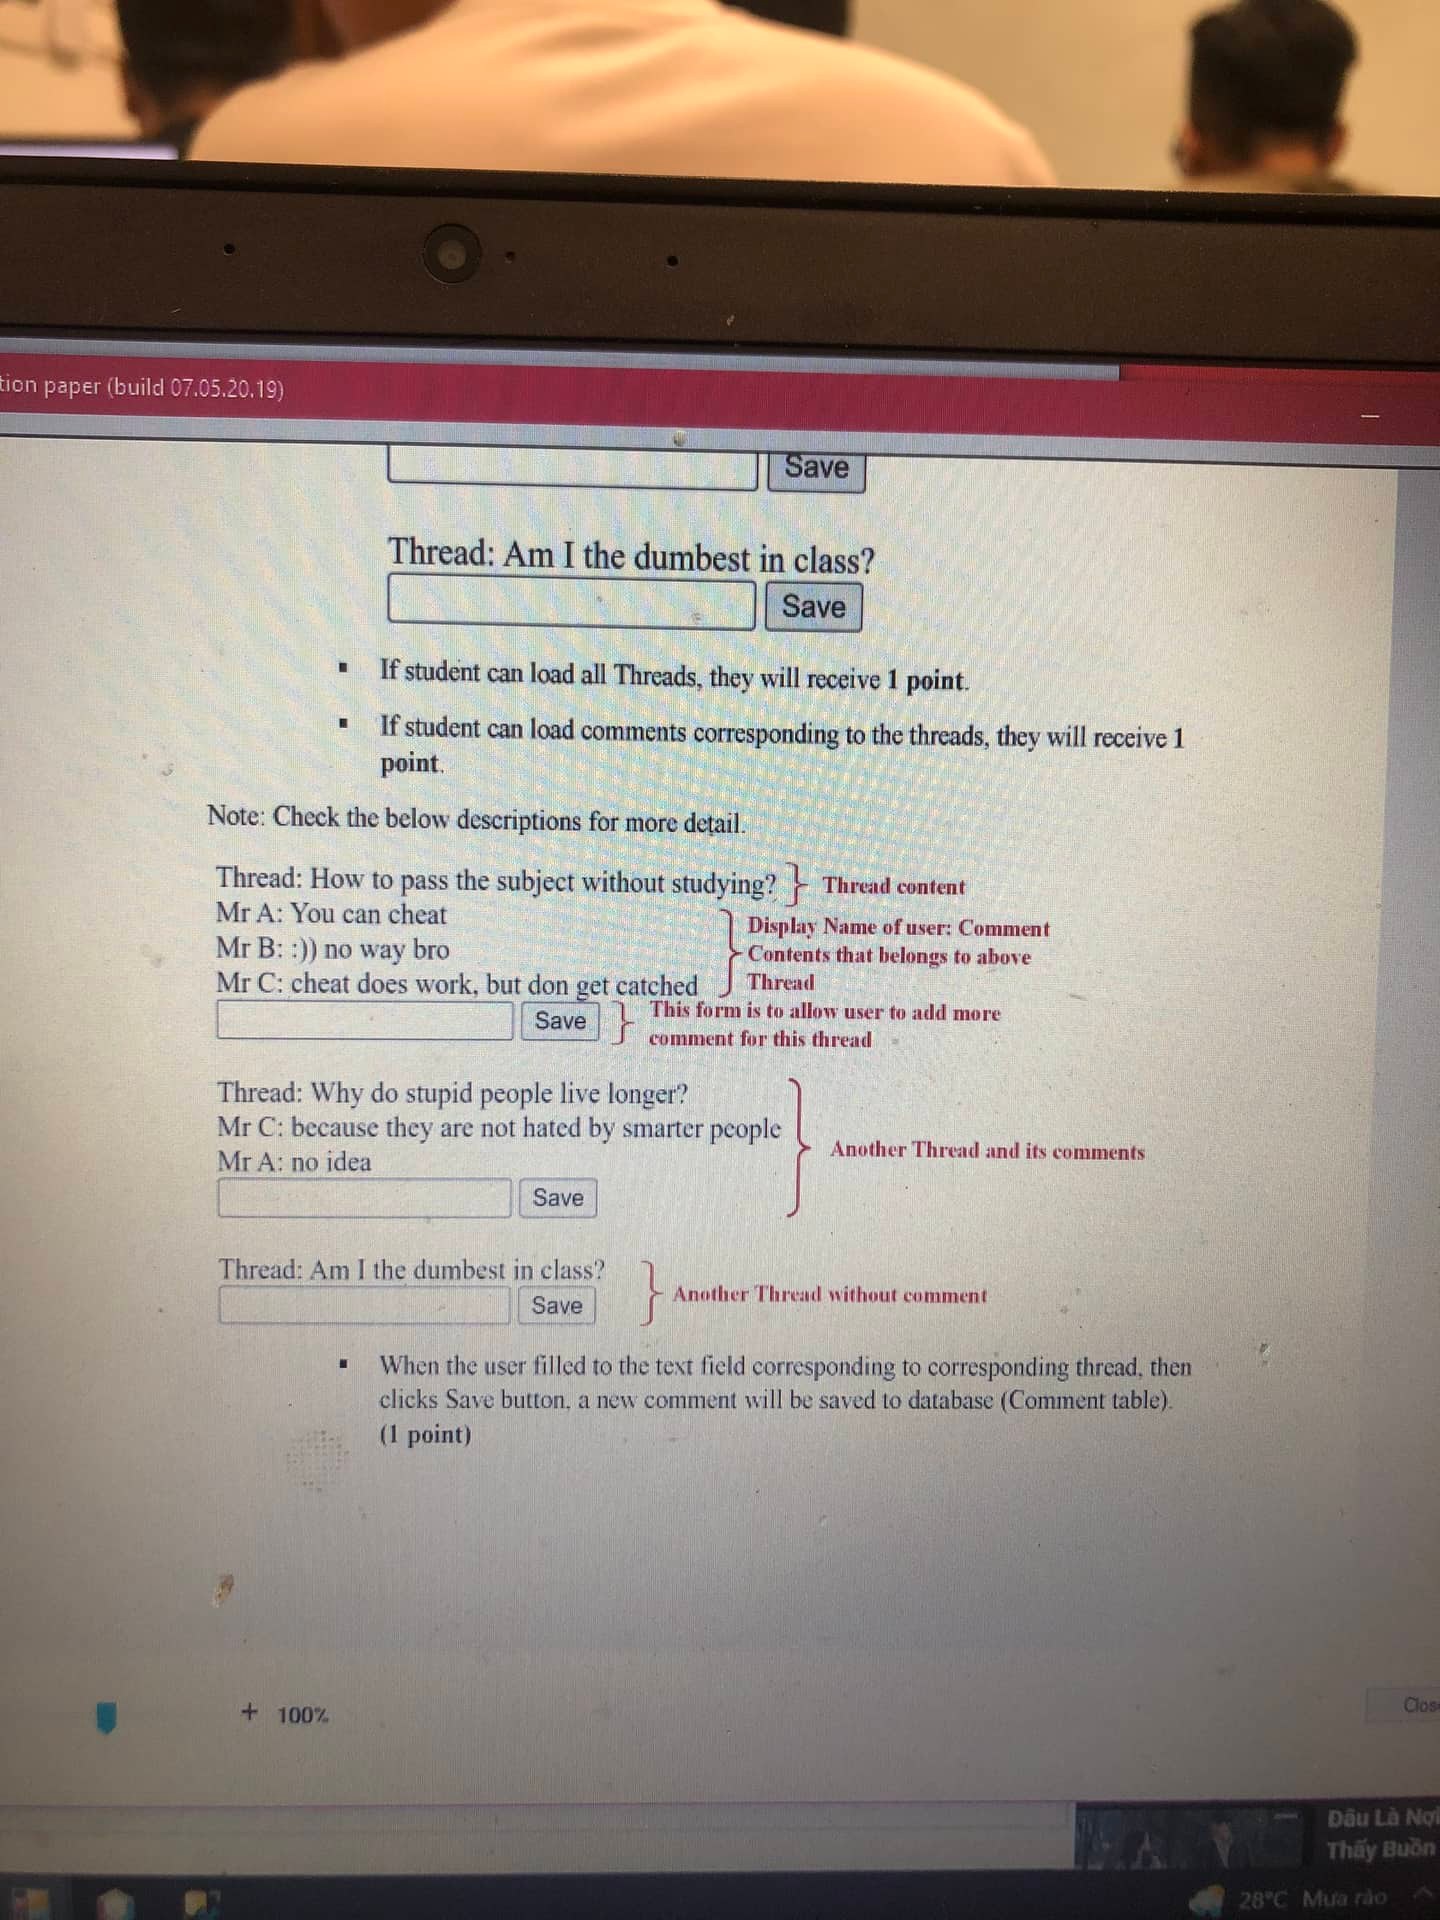 tion paper (build 07.05.20.19)
Save
Thread: Am I the dumbest in class?
Save
▪ If student can load all Threads, they will receive 1 point.
▪ If student can load comments corresponding to the threads, they will receive 1
point.
Note: Check the below descriptions for more detail.
Thread: How to pass the subject without studying? Thread content
Mr A: You can cheat
Mr B: :)) no way bro
Mr C: cheat does work, but don get catched
Display Name of user: Comment
Contents that belongs to above
Thread
Save
This form is to allow user to add more
comment for this thread
Thread: Why do stupid people live longer?
Mr C: because they are not hated by smarter people
Mr A: no idea
Save
Another Thread and its comments
Thread: Am I the dumbest in class?
Save
Another Thread without comment
▪ When the user filled to the text field corresponding to corresponding thread, then
clicks Save button, a new comment will be saved to database (Comment table).
(1 point)
+ 100%
Clos
Đâu Là Nơi
Thấy Buồn
28°C Mưa rào